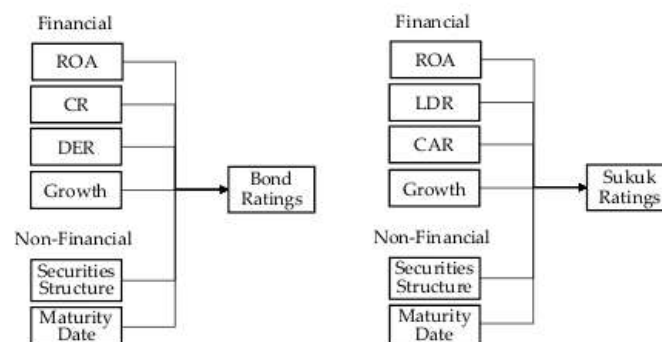 Financial
ROA
CR
DER
Growth
Bond
Ratings
Non-Financial
Securities
Structure
Maturity
Date
Financial
ROA
LDR
CAR
Growth
Sukuk
Ratings
Non-Financial
Securities
Structure
Maturity
Date